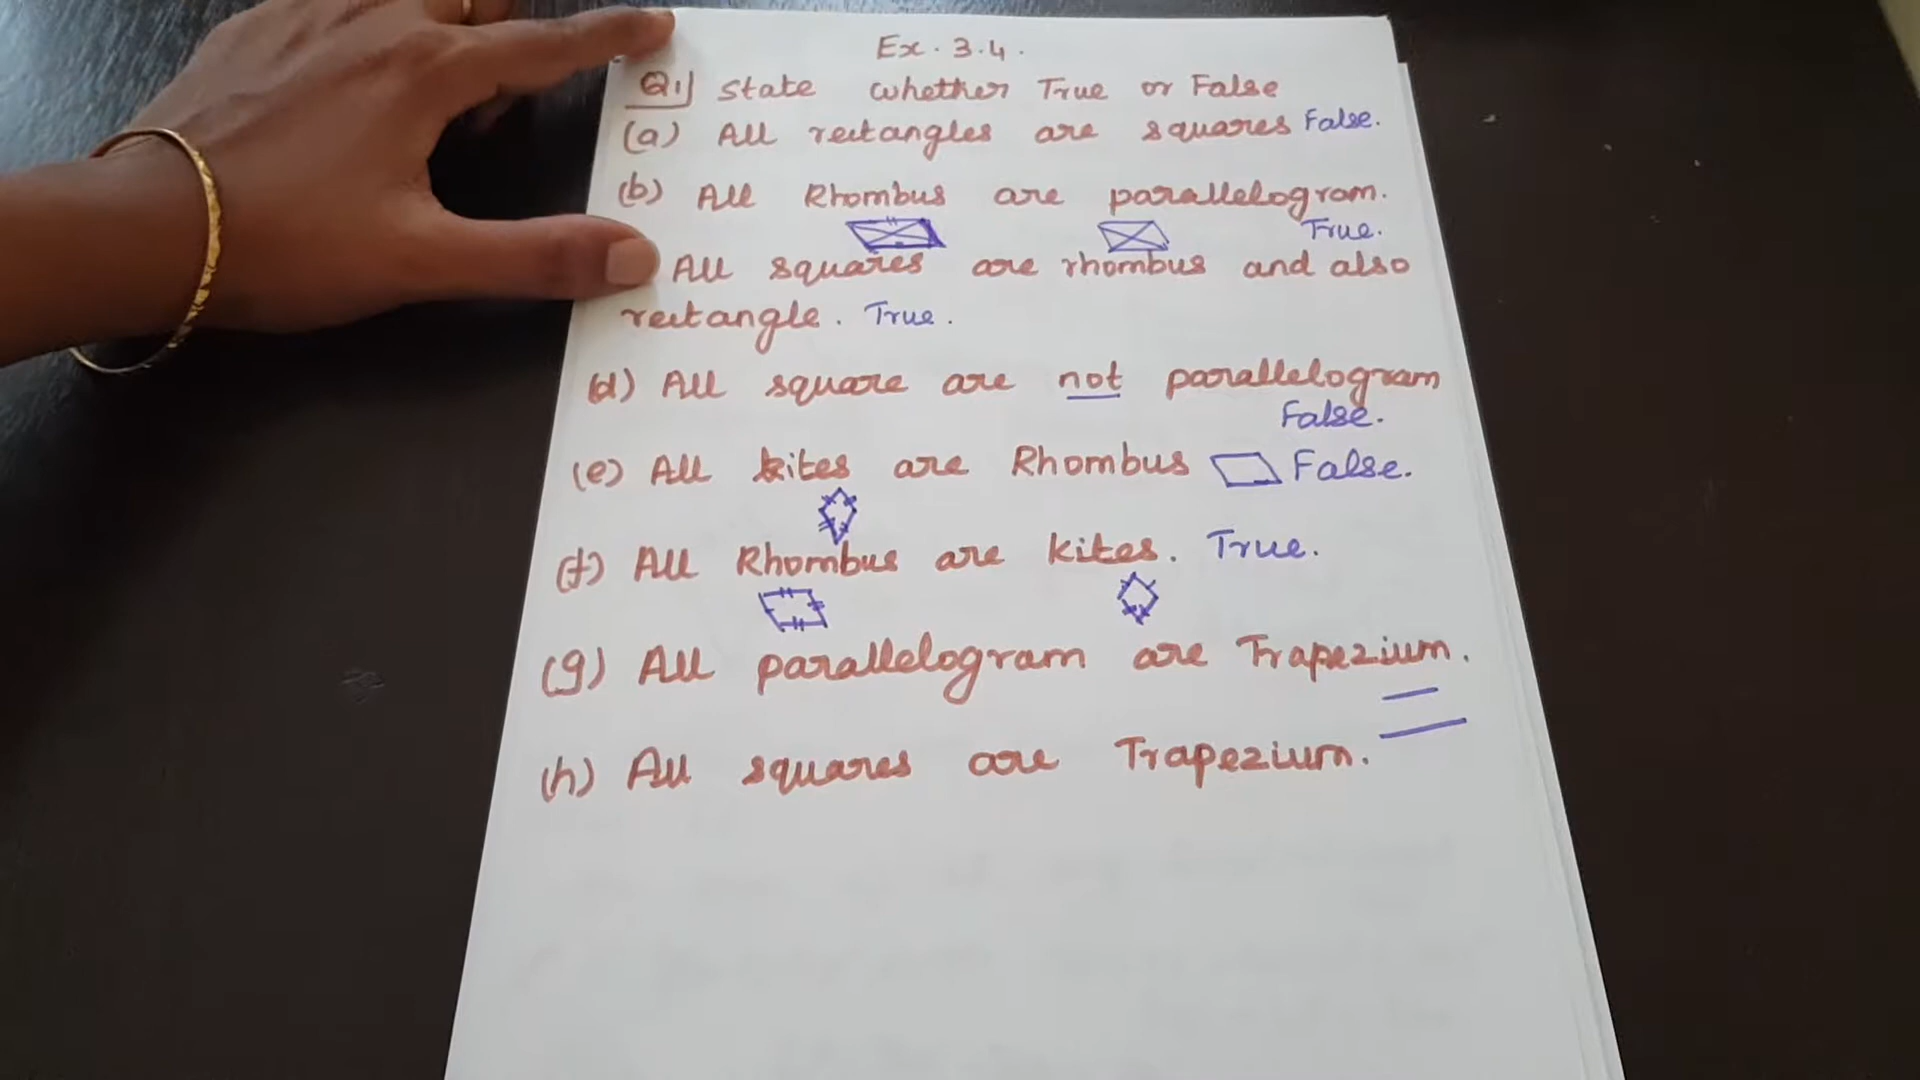 Ex. 3.4.
Q1] State whether True or False
(a) All rectangles are squares False.
(b) All Rhombus are parallelogram.
True.
All squares are rhombus and also
rectangle. True.
(d) All square are not parallelogram
False.
(e) All kites are Rhombus False.
(f) All Rhombus are kites. True.
(g) All parallelogram are Trapezium.
(h) All squares are Trapezium.